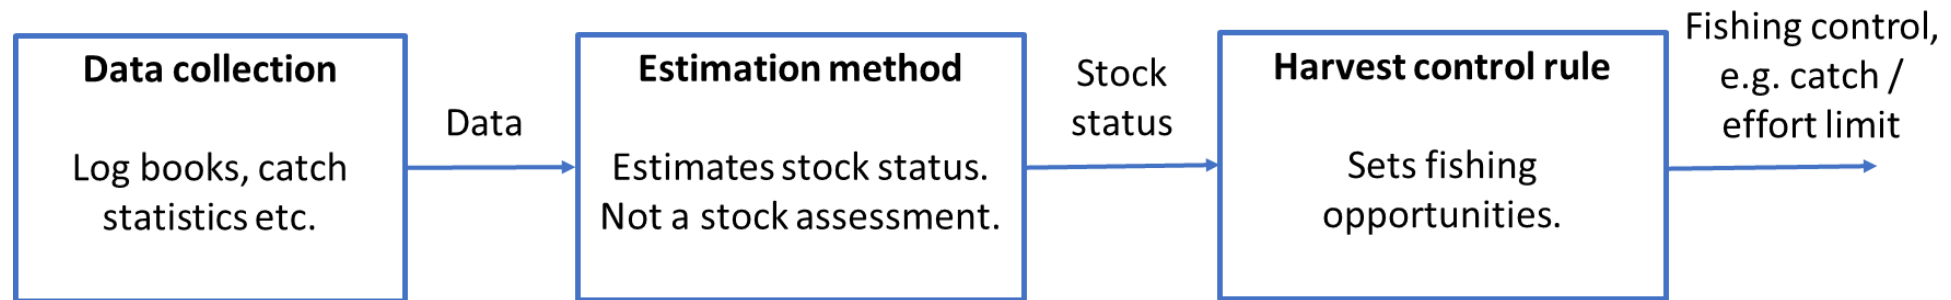 Data collection
Log books, catch
statistics etc.
Data
Estimation method
Estimates stock status.
Not a stock assessment.
Stock
status
Harvest control rule
Sets fishing
opportunities.
Fishing control,
e.g. catch /
effort limit